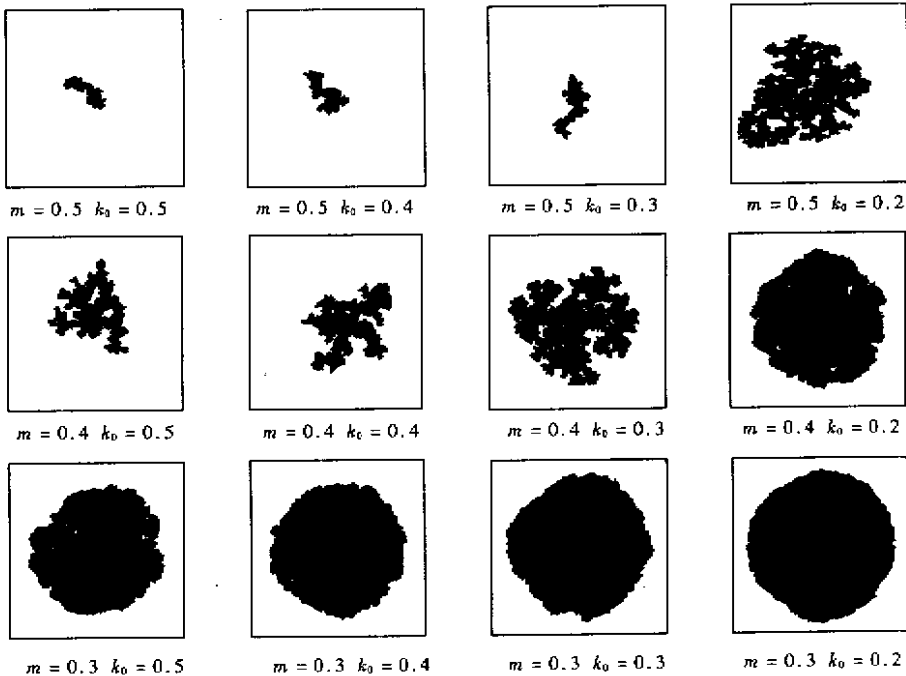 m = 0.5 k₀ = 0.5
m = 0.5 k₀ = 0.4
m = 0.5 k₀ = 0.3
m = 0.5 k₀ = 0.2
m = 0.4 k₀ = 0.5
m = 0.4 k₀ = 0.4
m = 0.4 k₀ = 0.3
m = 0.4 k₀ = 0.2
m = 0.3 k₀ = 0.5
m = 0.3 k₀ = 0.4
m = 0.3 k₀ = 0.3
m = 0.3 k₀ = 0.2